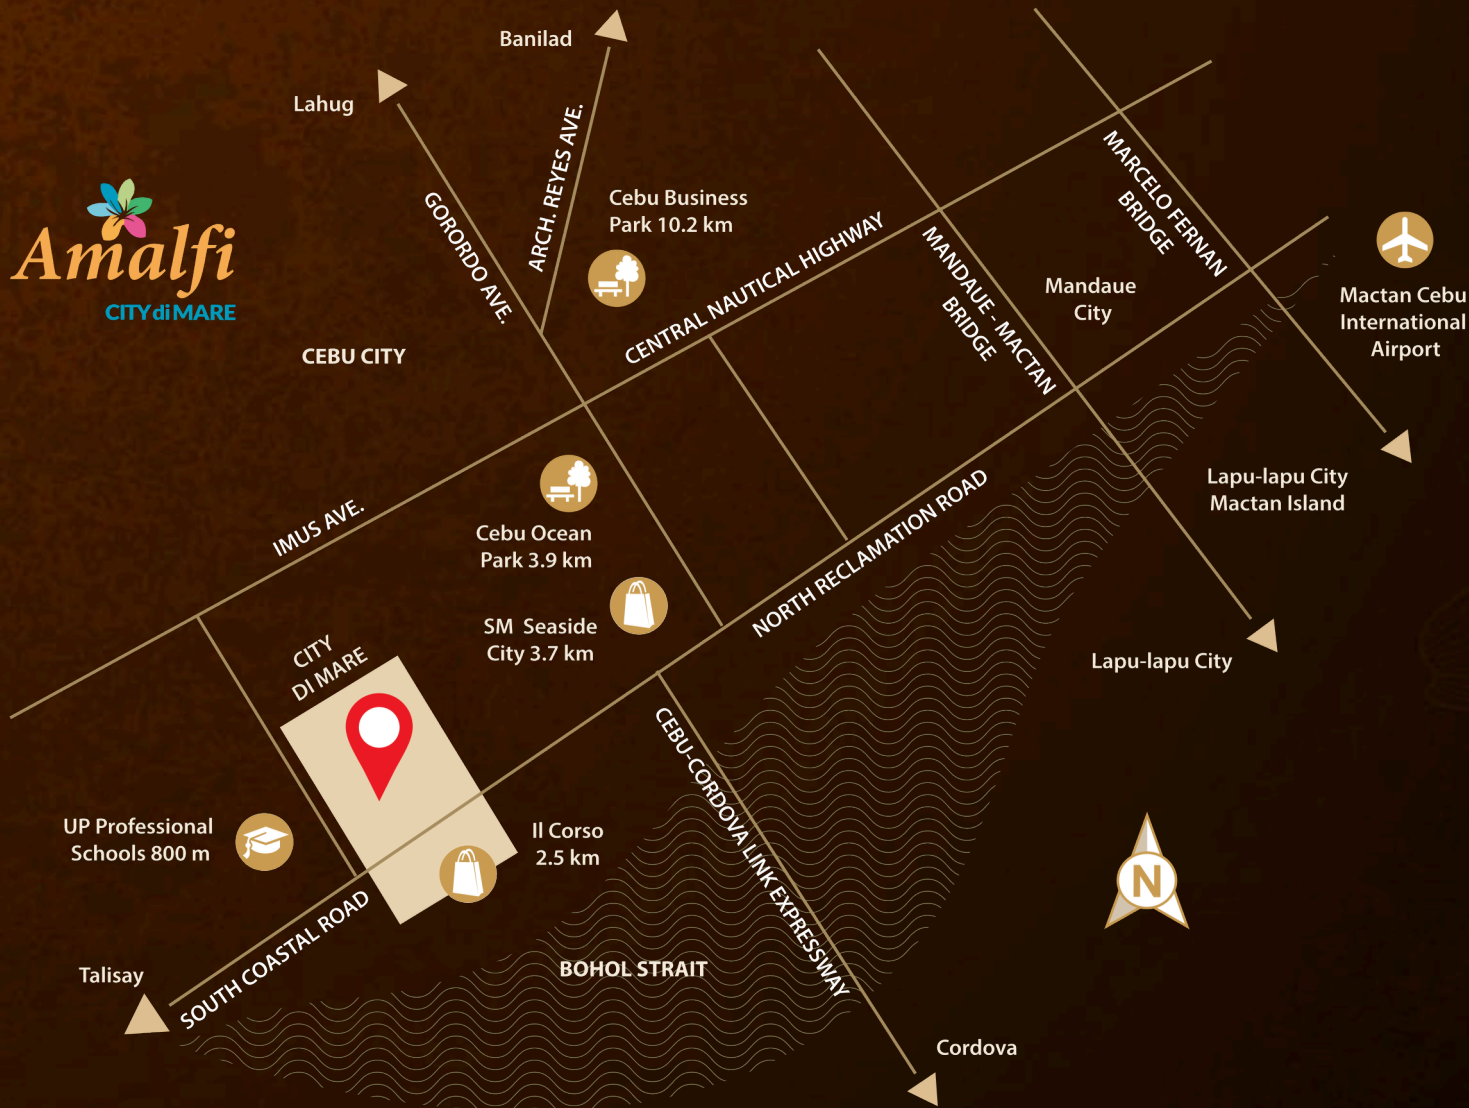 Banilad
Lahug
ARCH. REYES AVE.
GORORDO AVE.
Cebu Business
Park 10.2 km
MARCELO FERNAN
BRIDGE
Amalfi
CITYdiMARE
CENTRAL NAUTICAL HIGHWAY
MANDAUE - MACTAN
BRIDGE
Mandaue
City
Mactan Cebu
International
Airport
CEBU CITY
Lapu-lapu City
Mactan Island
IMUS AVE.
Cebu Ocean
Park 3.9 km
NORTH RECLAMATION ROAD
SM Seaside
City 3.7 km
CITY
DI MARE
Lapu-lapu City
CEBU-CORDOVA LINK EXPRESSWAY
UP Professional
Schools 800 m
Il Corso
2.5 km
N
SOUTH COASTAL ROAD
Talisay
BOHOL STRAIT
Cordova